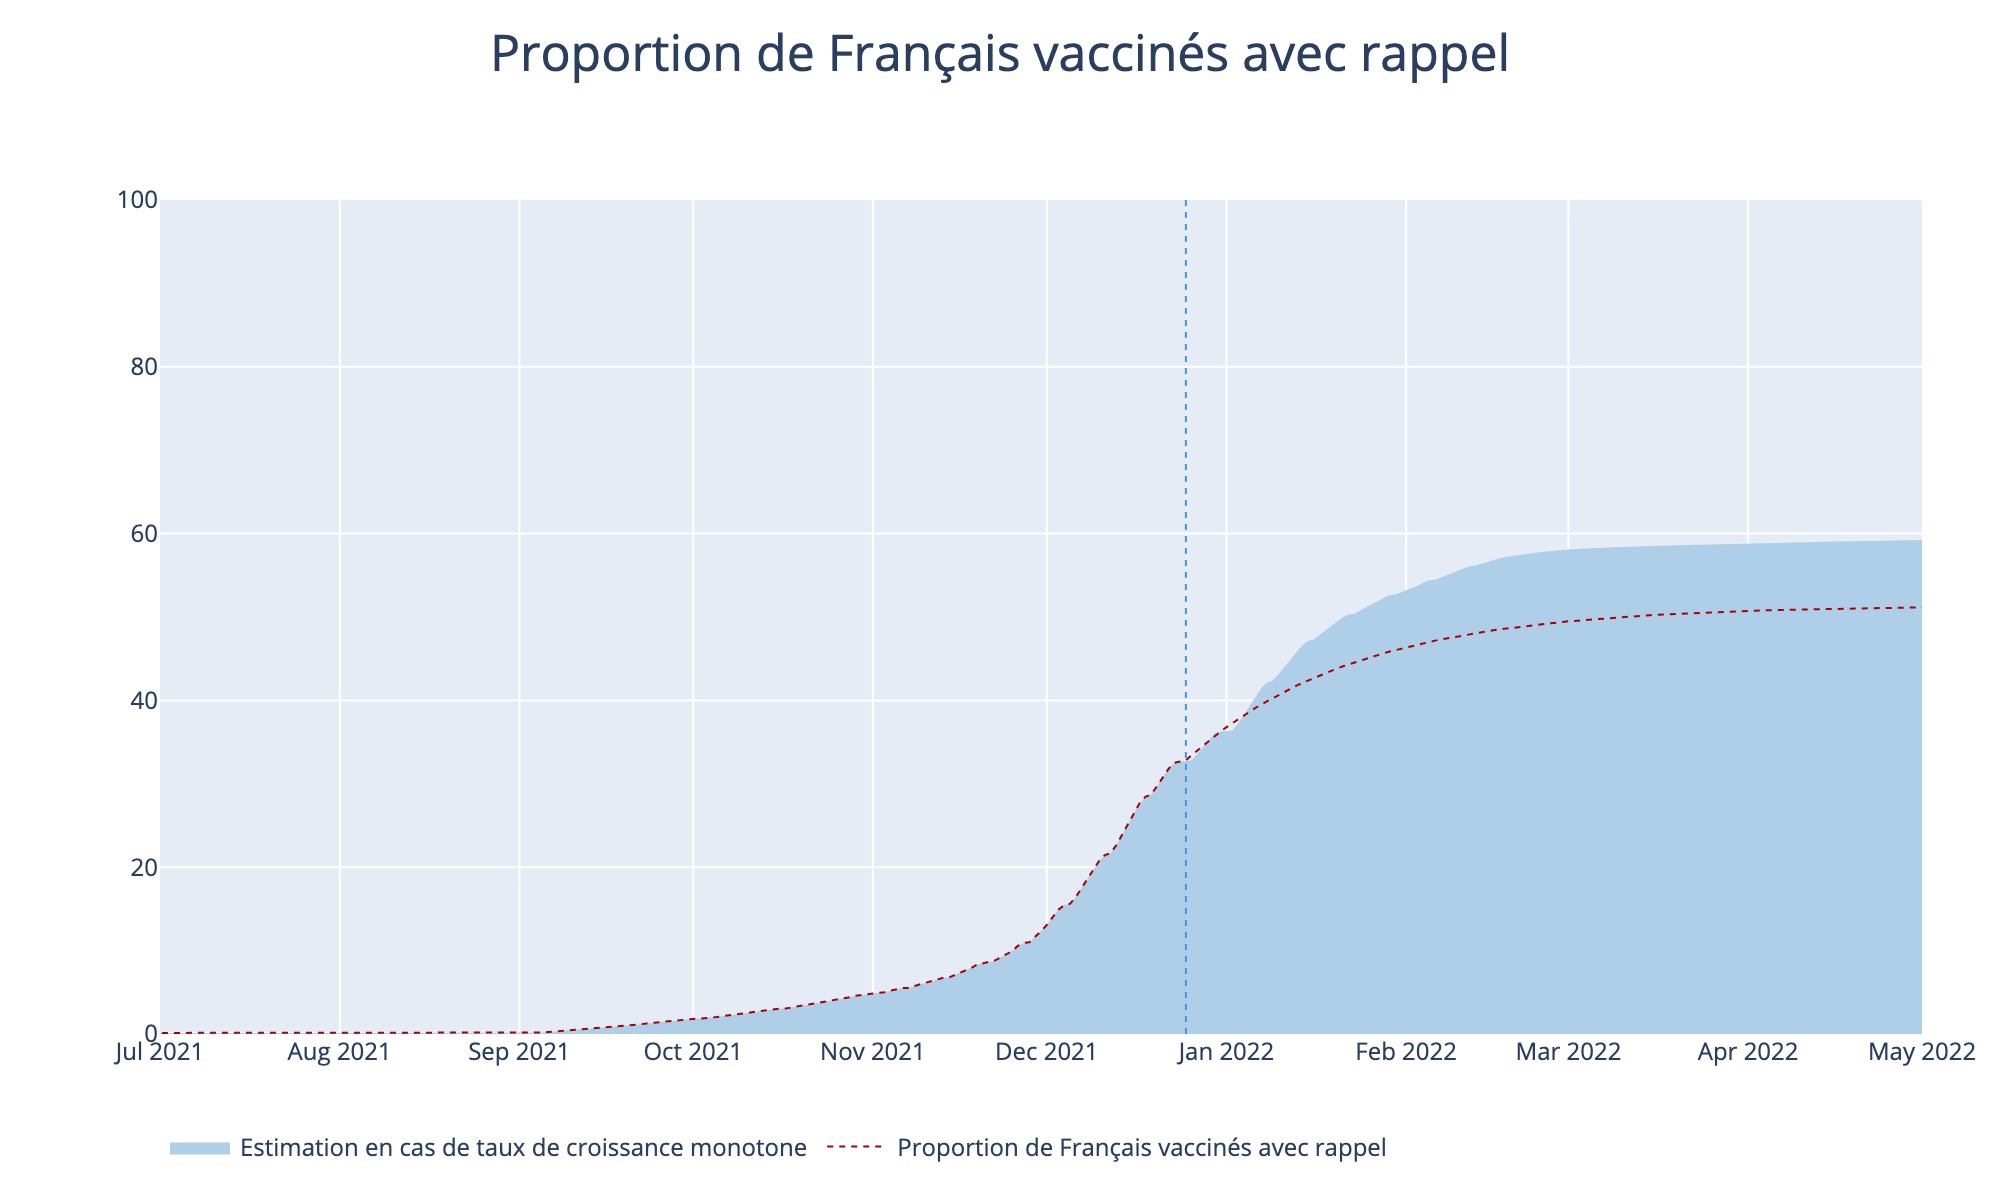 Proportion de Français vaccinés avec rappel
100
80
60
40
20
0
Jul 2021 Aug 2021 Sep 2021 Oct 2021 Nov 2021 Dec 2021 Jan 2022 Feb 2022 Mar 2022 Apr 2022 May 2022
Estimation en cas de taux de croissance monotone Proportion de Français vaccinés avec rappel